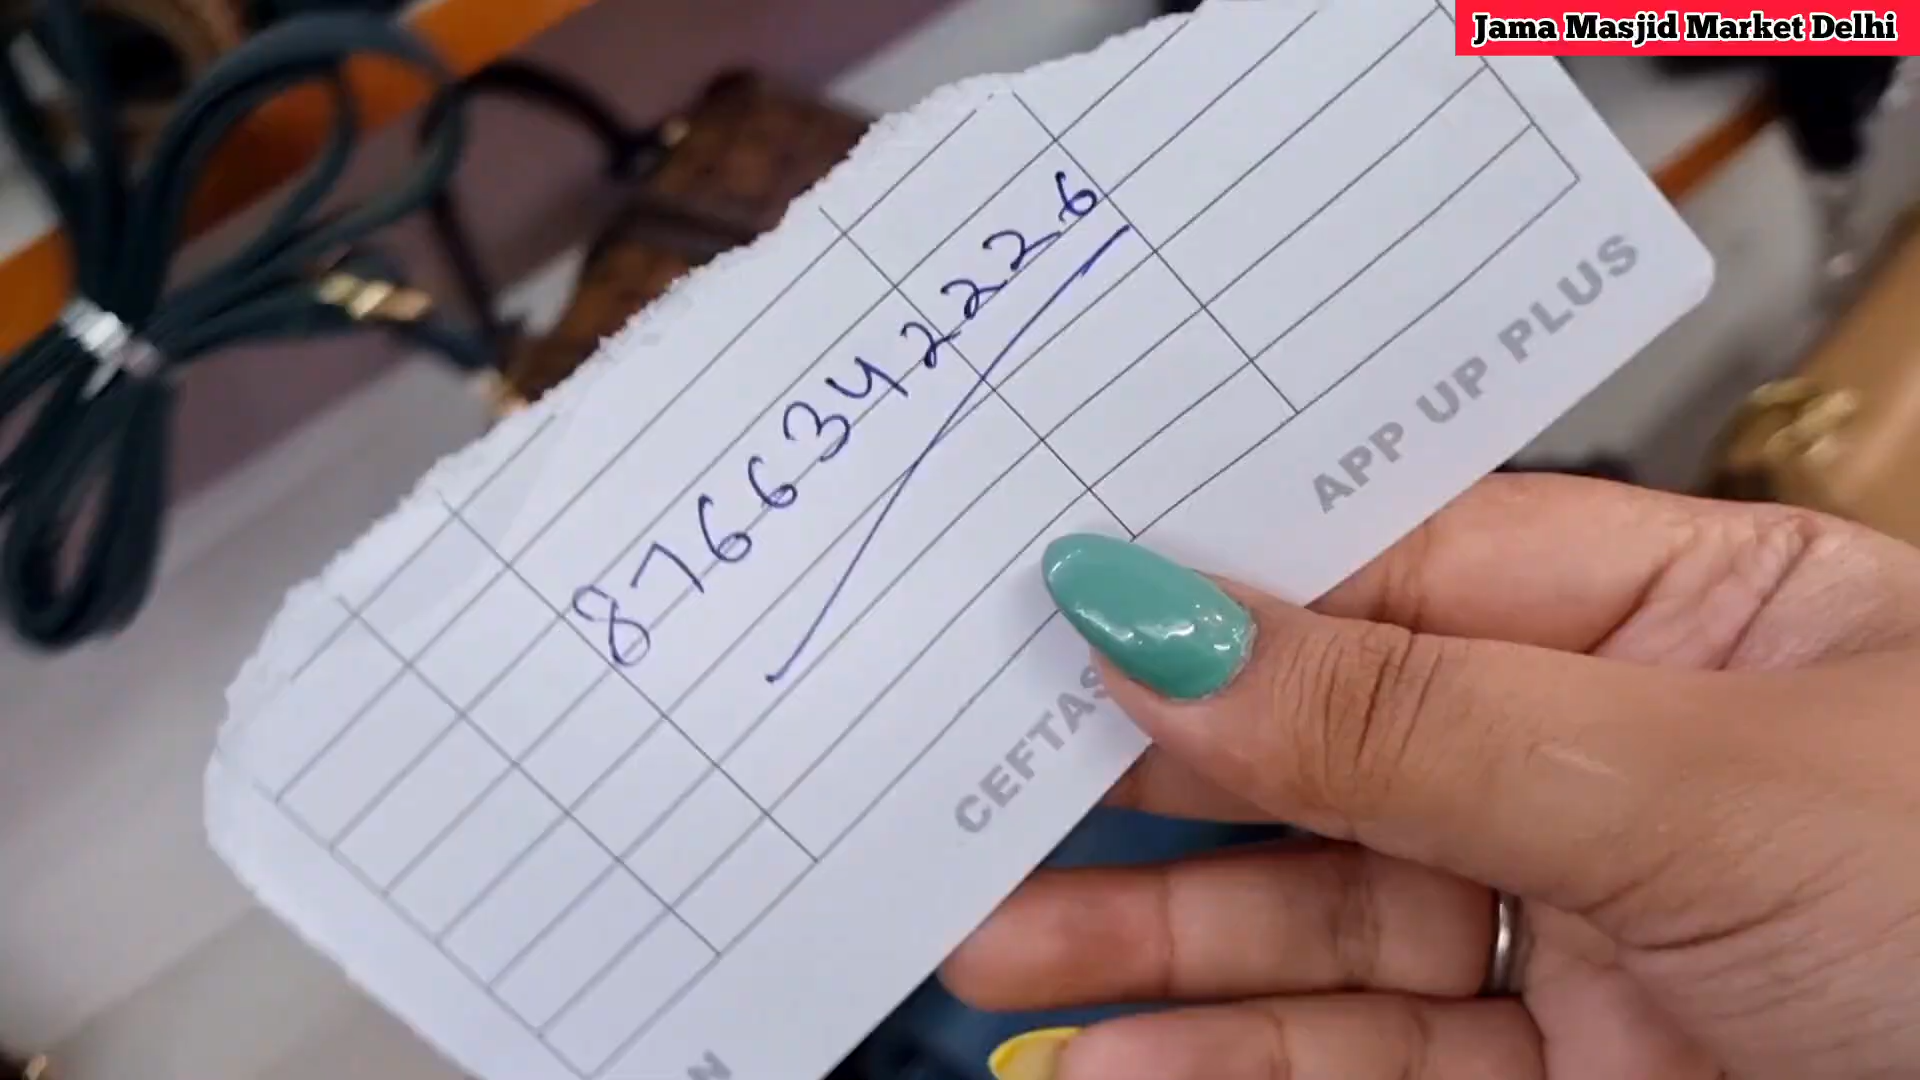 Jama Masjid Market Delhi
8766342226
APP UP PLUS
CEFTAS
N